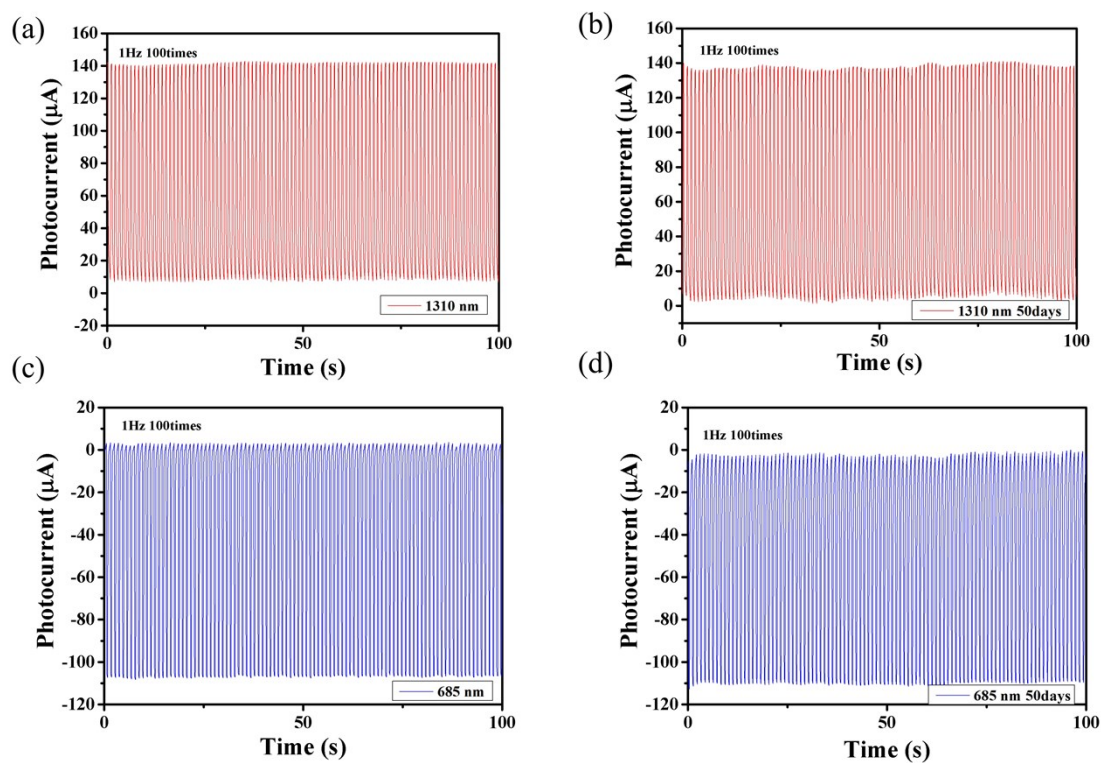 (a)
1Hz 100times
160
140
120
100
80
60
40
20
0
-20
Photocurrent (μA)
0
50
100
Time (s)
1310 nm
(b)
1Hz 100times
160
140
120
100
80
60
40
20
0
Photocurrent (μA)
0
50
100
Time (s)
1310 nm 50days
(c)
1Hz 100times
20
0
-20
-40
-60
-80
-100
-120
Photocurrent (μA)
0
50
100
Time (s)
685 nm
(d)
1Hz 100times
20
0
-20
-40
-60
-80
-100
-120
Photocurrent (μA)
0
50
100
Time (s)
685 nm 50days